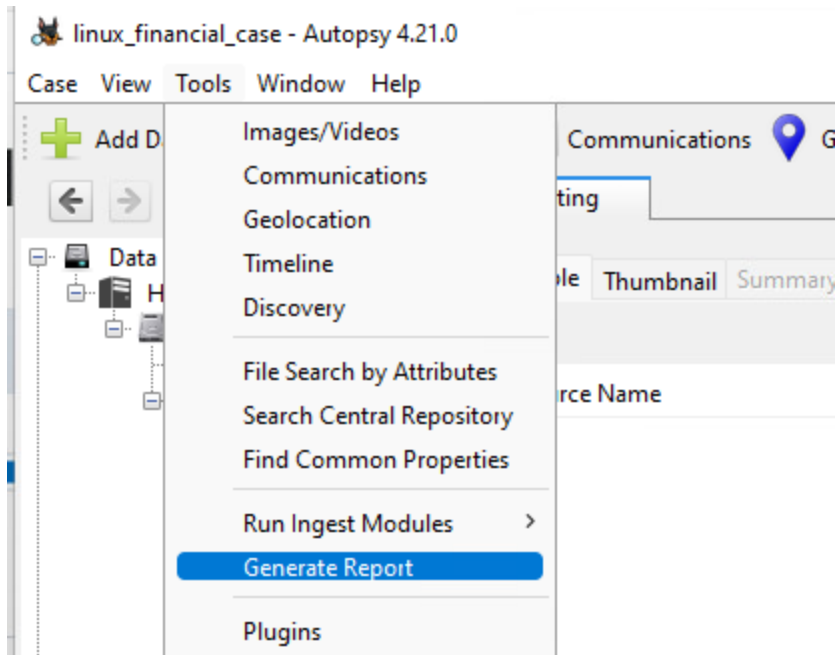 linux_financial_case - Autopsy 4.21.0
Case View Tools Window Help
Add D
Images/Videos
Communications
Geolocation
Timeline
Discovery
File Search by Attributes
Search Central Repository
Find Common Properties
Run Ingest Modules
Generate Report
Plugins
Communications G
ting
Data
H
le Thumbnail Summary
rce Name